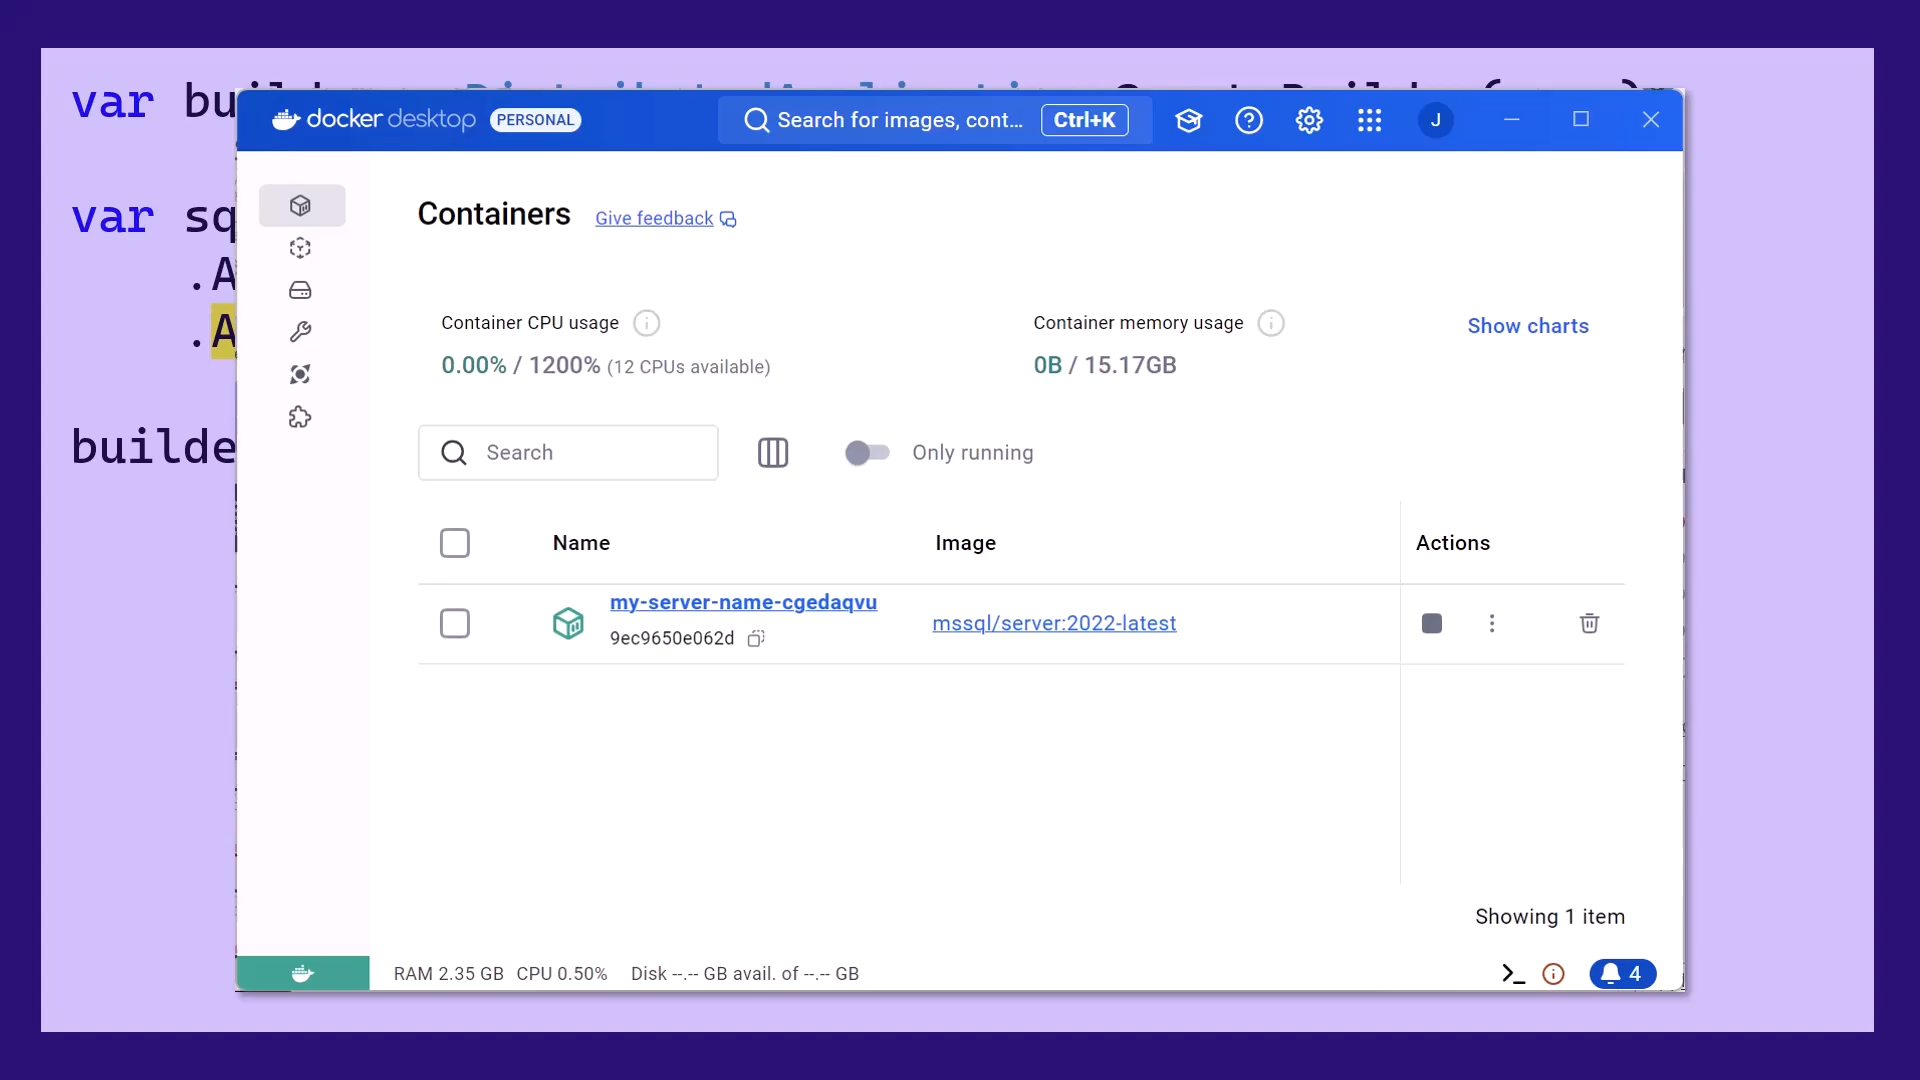 var bu
docker desktop PERSONAL Search for images, cont... Ctrl+K J
var sq
.A
.A
builde
Containers Give feedback
Container CPU usage Container memory usage Show charts
0.00% / 1200% (12 CPUs available) 0B / 15.17GB
Search Only running
Name Image Actions
my-server-name-cgedaqvu
9ec9650e062d mssql/server:2022-latest
Showing 1 item
RAM 2.35 GB CPU 0.50% Disk --.-- GB avail. of --.-- GB 4